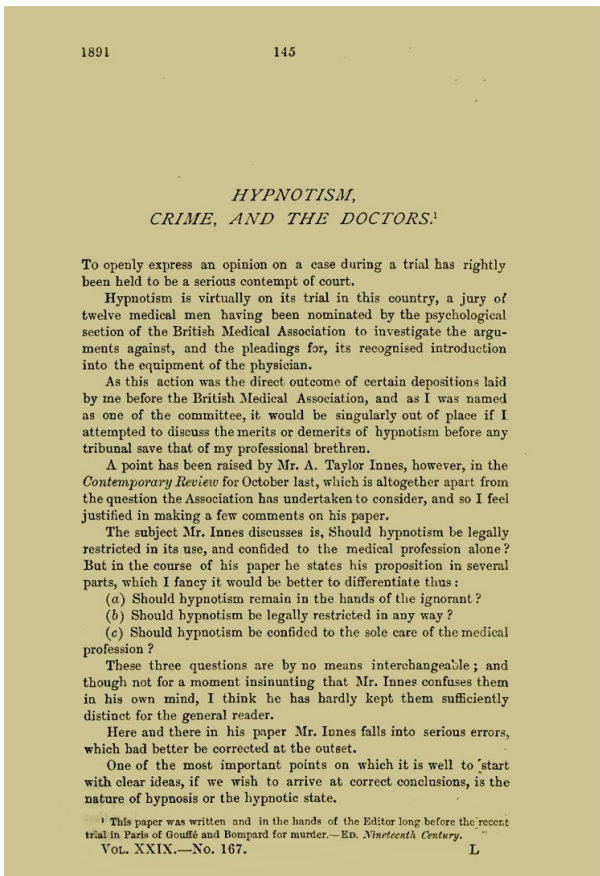 1891 145
HYPNOTISM,
CRIME, AND THE DOCTORS.¹
To openly express an opinion on a case during a trial has rightly
been held to be a serious contempt of court.
Hypnotism is virtually on its trial in this country, a jury of
twelve medical men having been nominated by the psychological
section of the British Medical Association to investigate the argu-
ments against, and the pleadings for, its recognised introduction
into the equipment of the physician.
As this action was the direct outcome of certain depositions laid
by me before the British Medical Association, and as I was named
as one of the committee, it would be singularly out of place if I
attempted to discuss the merits or demerits of hypnotism before any
tribunal save that of my professional brethren.
A point has been raised by Mr. A. Taylor Innes, however, in the
Contemporary Review for October last, which is altogether apart from
the question the Association has undertaken to consider, and so I feel
justified in making a few comments on his paper.
The subject Mr. Innes discusses is, Should hypnotism be legally
restricted in its use, and confided to the medical profession alone?
But in the course of his paper he states his proposition in several
parts, which I fancy it would be better to differentiate thus:
(a) Should hypnotism remain in the hands of the ignorant?
(b) Should hypnotism be legally restricted in any way?
(c) Should hypnotism be confided to the sole care of the medical
profession?
These three questions are by no means interchangeable; and
though not for a moment insinuating that Mr. Innes confuses them
in his own mind, I think he has hardly kept them sufficiently
distinct for the general reader.
Here and there in his paper Mr. Innes falls into serious errors,
which had better be corrected at the outset.
One of the most important points on which it is well to start
with clear ideas, if we wish to arrive at correct conclusions, is the
nature of hypnosis or the hypnotic state.
¹ This paper was written and in the hands of the Editor long before the recent
trial in Paris of Gouffé and Bompard for murder.—ED. Nineteenth Century.
VOL. XXIX.—No. 167. L